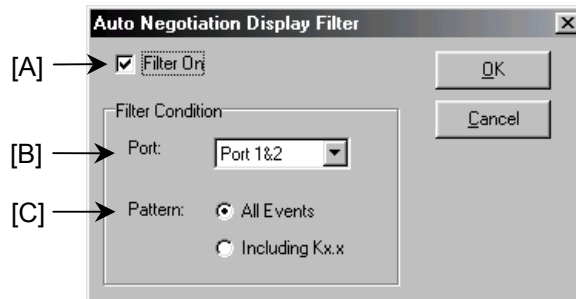 Auto Negotiation Display Filter
[A] Filter On
OK
Filter Condition
Cancel
[B] Port: Port 1&2
[C] Pattern: All Events
Including Kx.x